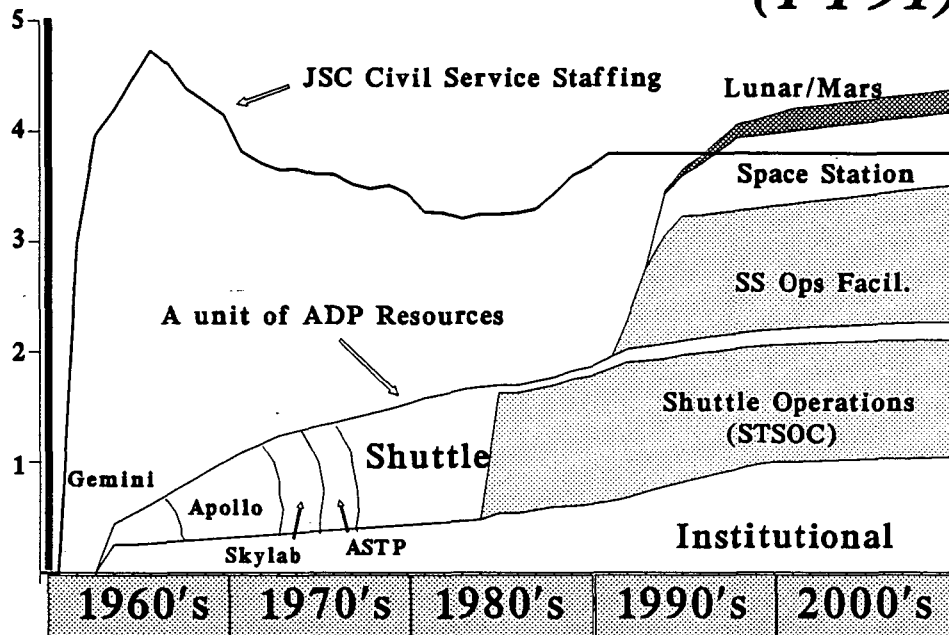 (FY91)
5
JSC Civil Service Staffing
Lunar/Mars
4
Space Station
3
SS Ops Facil.
A unit of ADP Resources
2
Shuttle Operations
(STSOC)
Shuttle
1
Gemini
Apollo
Skylab
ASTP
Institutional
1960's
1970's
1980's
1990's
2000's